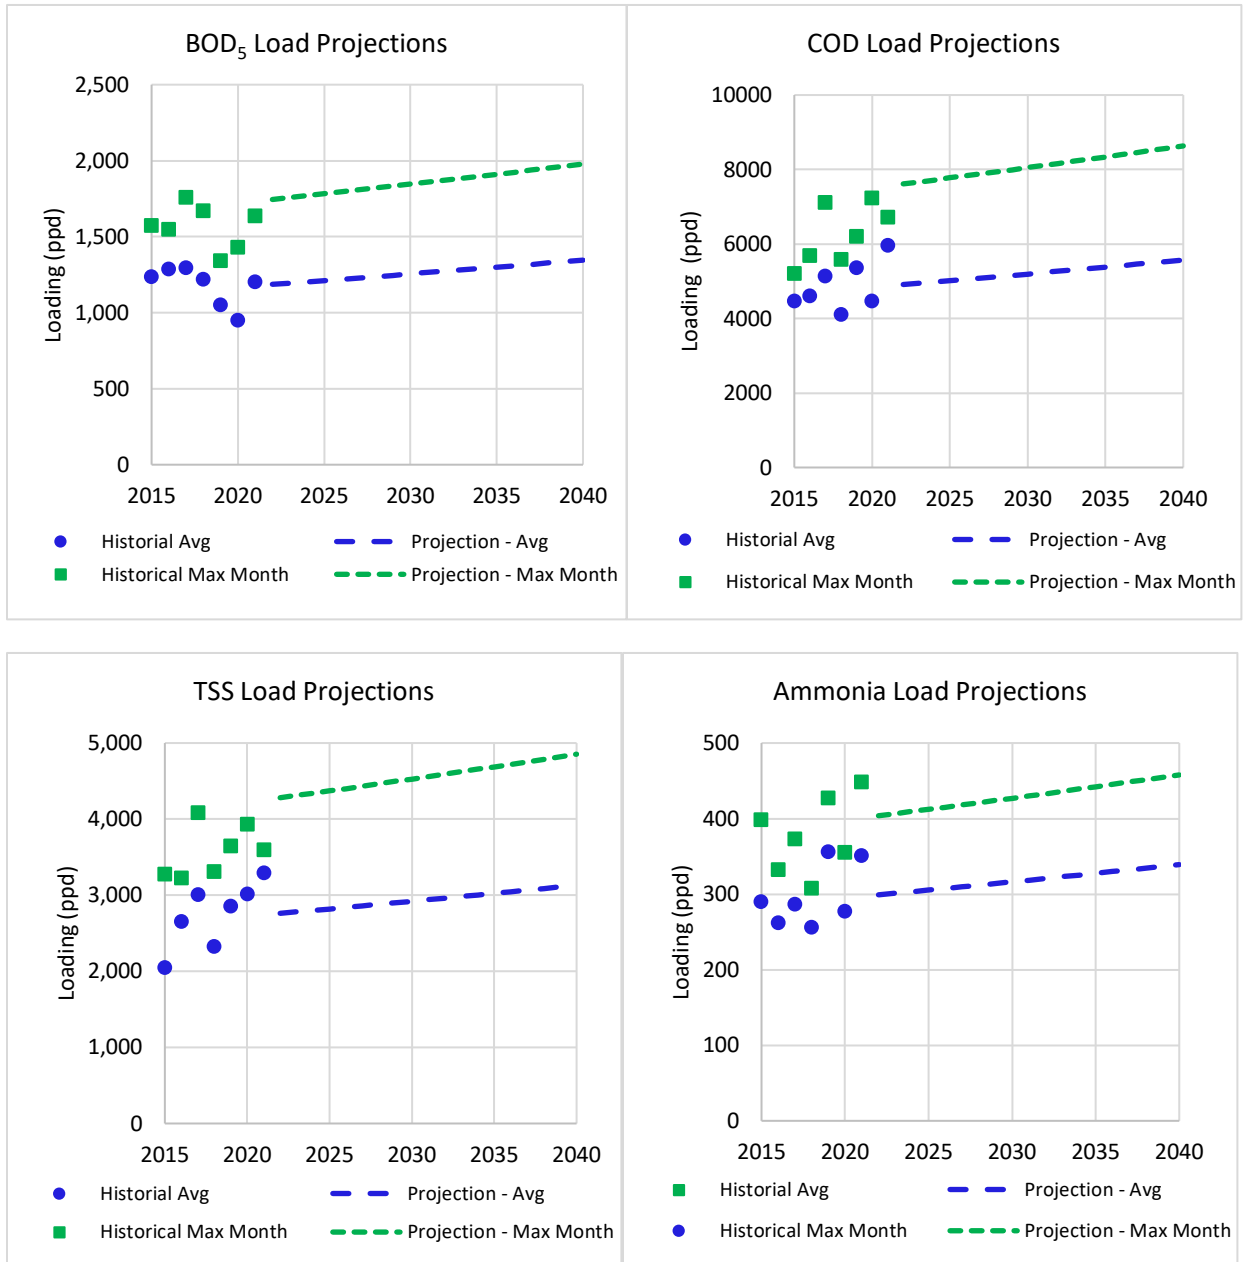 BOD5 Load Projections
Loading (ppd)
2,500
2,000
1,500
1,000
500
0
2015 2020 2025 2030 2035 2040
Historial Avg Projection - Avg
Historical Max Month Projection - Max Month
COD Load Projections
Loading (ppd)
10000
8000
6000
4000
2000
0
2015 2020 2025 2030 2035 2040
Historial Avg Projection - Avg
Historical Max Month Projection - Max Month
TSS Load Projections
Loading (ppd)
5,000
4,000
3,000
2,000
1,000
0
2015 2020 2025 2030 2035 2040
Historial Avg Projection - Avg
Historical Max Month Projection - Max Month
Ammonia Load Projections
Loading (ppd)
500
400
300
200
100
0
2015 2020 2025 2030 2035 2040
Historial Avg Projection - Avg
Historical Max Month Projection - Max Month